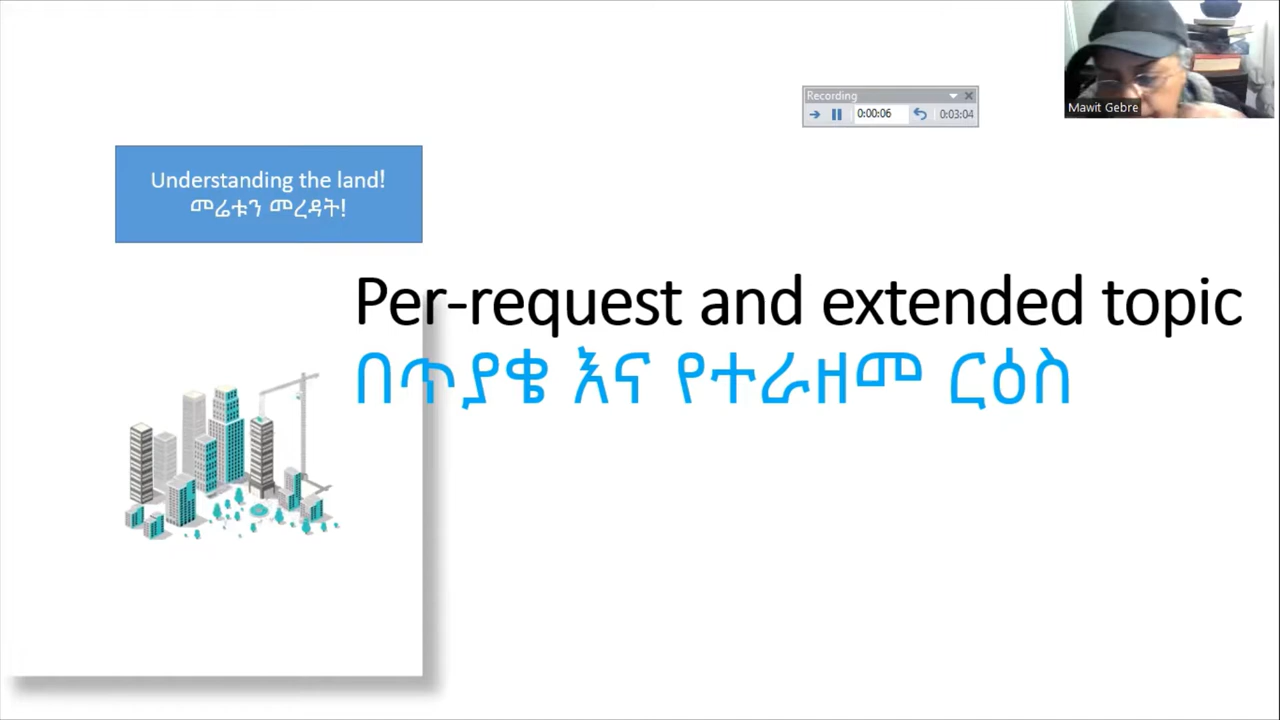 Recording
0:00:06
0:03:04
Mawit Gebre
Understanding the land!
መሬቱን መረዳት!
Per-request and extended topic
በጥያቄ እና የተራዘመ ርዕስ